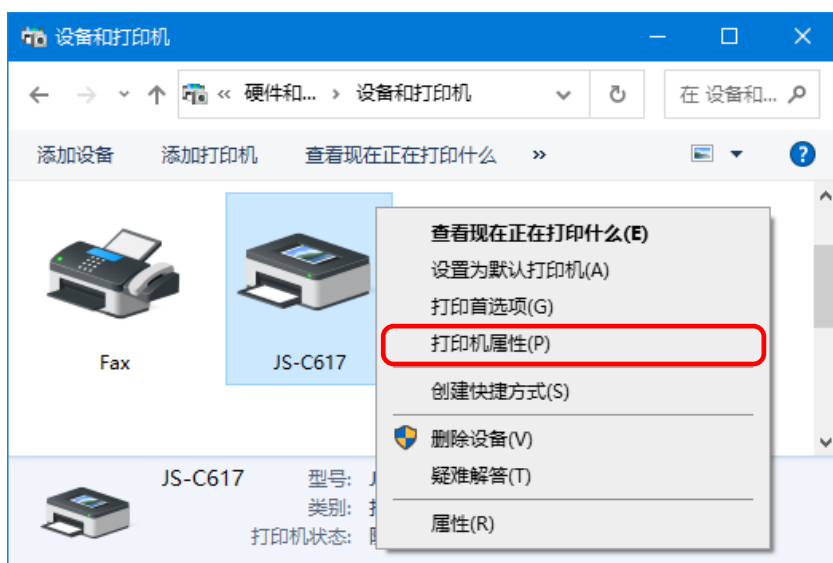 设备和打印机
« 硬件和... › 设备和打印机
在 设备和...
添加设备 添加打印机 查看现在正在打印什么 »
查看现在正在打印什么(E)
设置为默认打印机(A)
打印首选项(G)
打印机属性(P)
创建快捷方式(S)
删除设备(V)
疑难解答(T)
属性(R)
Fax
JS-C617
JS-C617 型号:
类别:
打印机状态: